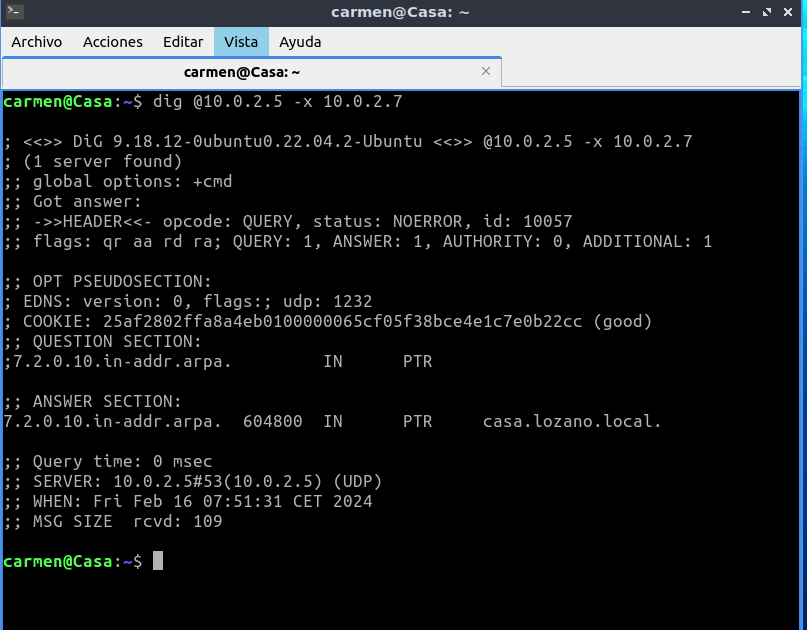 carmen@Casa: ~
Archivo Acciones Editar Vista Ayuda
carmen@Casa: ~
carmen@Casa:~$ dig @10.0.2.5 -x 10.0.2.7
; <<>> DiG 9.18.12-0ubuntu0.22.04.2-Ubuntu <<>> @10.0.2.5 -x 10.0.2.7
; (1 server found)
;; global options: +cmd
;; Got answer:
;; ->>HEADER<<- opcode: QUERY, status: NOERROR, id: 10057
;; flags: qr aa rd ra; QUERY: 1, ANSWER: 1, AUTHORITY: 0, ADDITIONAL: 1
;; OPT PSEUDOSECTION:
; EDNS: version: 0, flags:; udp: 1232
; COOKIE: 25af2802ffa8a4eb0100000065cf05f38bce4e1c7e0b22cc (good)
;; QUESTION SECTION:
;7.2.0.10.in-addr.arpa. IN PTR
;; ANSWER SECTION:
7.2.0.10.in-addr.arpa. 604800 IN PTR casa.lozano.local.
;; Query time: 0 msec
;; SERVER: 10.0.2.5#53(10.0.2.5) (UDP)
;; WHEN: Fri Feb 16 07:51:31 CET 2024
;; MSG SIZE rcvd: 109
carmen@Casa:~$